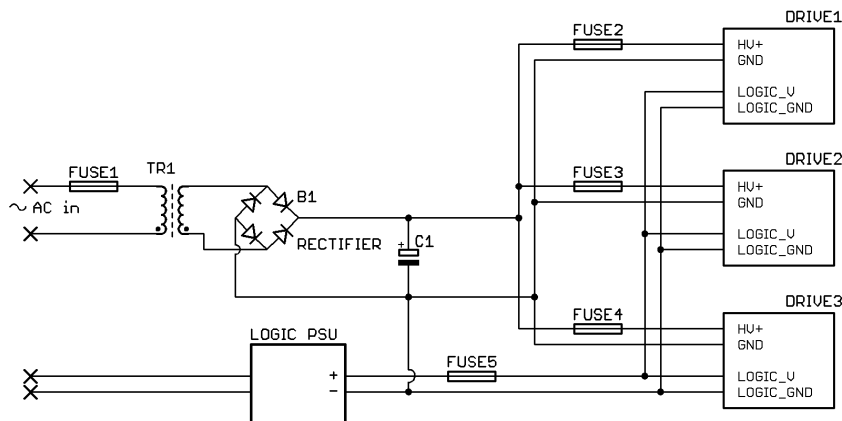 DRIVE1
FUSE2
HV+
GND
LOGIC_V
LOGIC_GND
DRIVE2
FUSE1
TR1
FUSE3
HV+
GND
B1
~ AC in
LOGIC_V
LOGIC_GND
RECTIFIER
+ C1
DRIVE3
FUSE4
HV+
GND
LOGIC PSU
FUSE5
+
LOGIC_V
-
LOGIC_GND